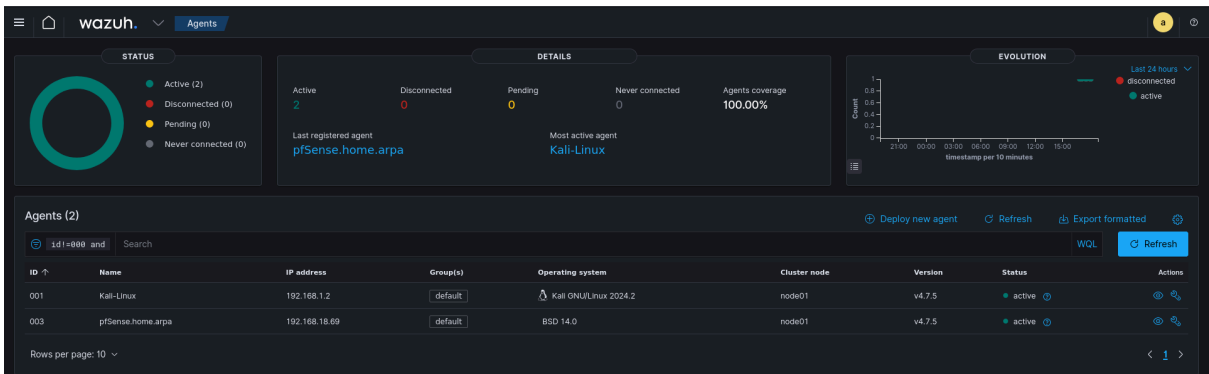 wazuh. Agents a
STATUS
Active (2)
Disconnected (0)
Pending (0)
Never connected (0)
DETAILS
Active Disconnected Pending Never connected Agents coverage
2 0 0 0 100.00%
Last registered agent Most active agent
pfSense.home.arpa Kali-Linux
EVOLUTION
Last 24 hours
disconnected
active
Count
1
0.8
0.6
0.4
0.2
0
21:00 00:00 03:00 06:00 09:00 12:00 15:00
timestamp per 10 minutes
Agents (2) Deploy new agent Refresh Export formatted
id!=000 and Search WQL Refresh
ID Name IP address Group(s) Operating system Cluster node Version Status Actions
001 Kali-Linux 192.168.1.2 default Kali GNU/Linux 2024.2 node01 v4.7.5 active
003 pfSense.home.arpa 192.168.18.69 default BSD 14.0 node01 v4.7.5 active
Rows per page: 10 < 1 >